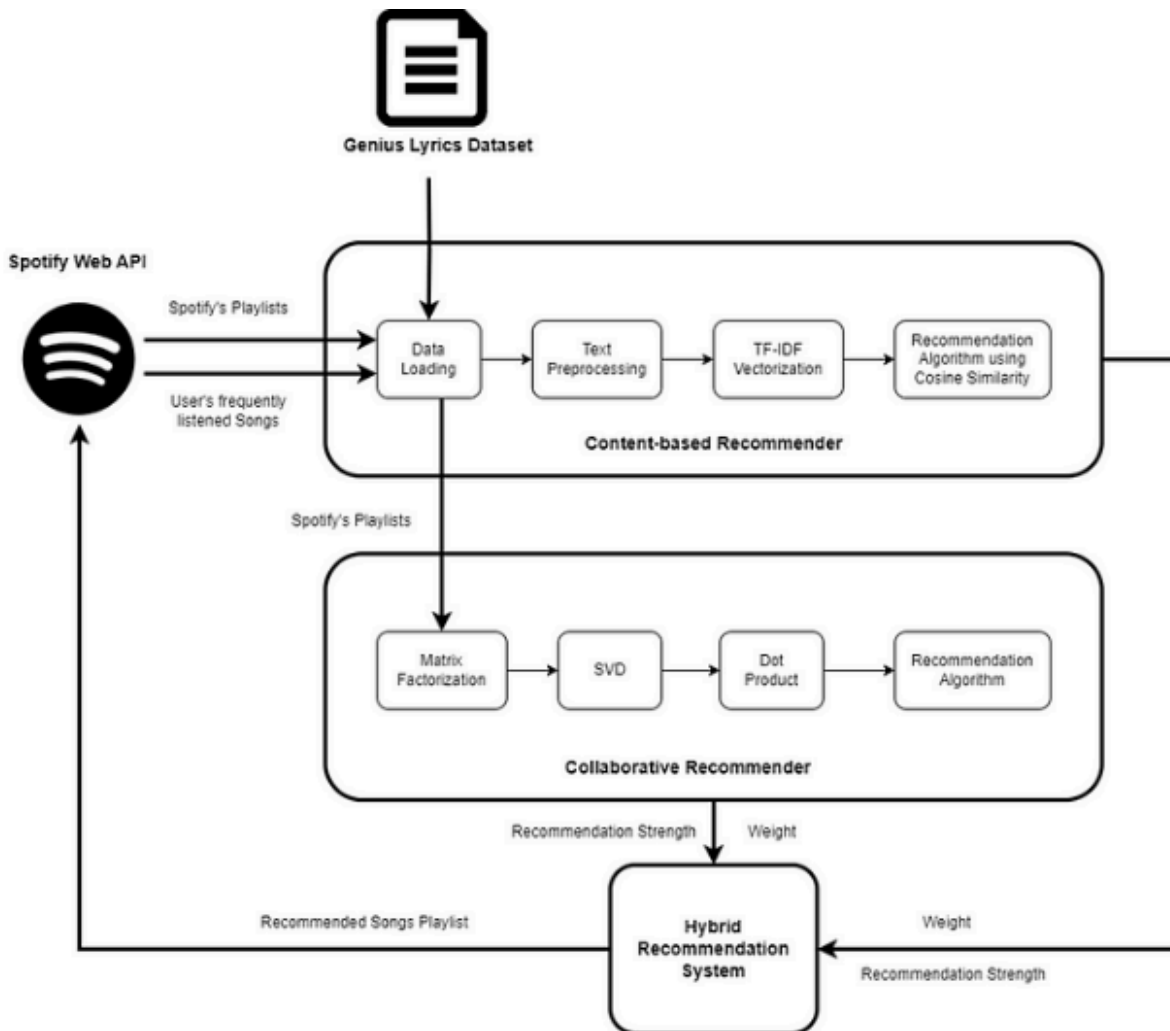 Genius Lyrics Dataset
Spotify Web API
Spotify's Playlists
User's frequently
listened Songs
Data
Loading
Text
Preprocessing
TF-IDF
Vectorization
Recommendation
Algorithm using
Cosine Similarity
Content-based Recommender
Spotify's Playlists
Matrix
Factorization
SVD
Dot
Product
Recommendation
Algorithm
Collaborative Recommender
Recommendation Strength
Weight
Recommended Songs Playlist
Hybrid
Recommendation
System
Weight
Recommendation Strength